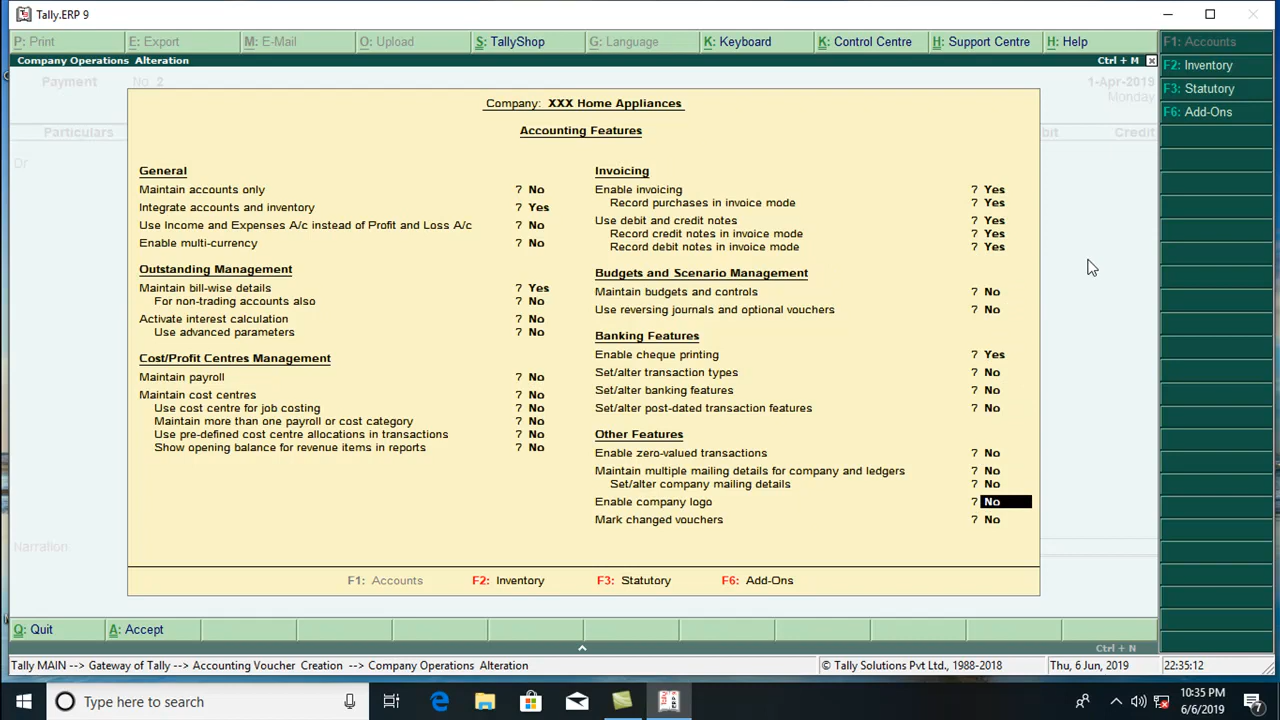 Tally.ERP 9
P: Print E: Export M: E-Mail O: Upload S: TallyShop G: Language K: Keyboard K: Control Centre H: Support Centre H: Help F1: Accounts
Company Operations Alteration Ctrl + M
F2: Inventory
F3: Statutory
F6: Add-Ons
Payment No. 2 1-Apr-2019
Monday
Particulars bit Credit
Dr
Company: XXX Home Appliances
Accounting Features
General
Maintain accounts only ? No
Integrate accounts and inventory ? Yes
Use Income and Expenses A/c instead of Profit and Loss A/c ? No
Enable multi-currency ? No
Outstanding Management
Maintain bill-wise details ? Yes
For non-trading accounts also ? No
Activate interest calculation ? No
Use advanced parameters ? No
Cost/Profit Centres Management
Maintain payroll ? No
Maintain cost centres ? No
Use cost centre for job costing ? No
Maintain more than one payroll or cost category ? No
Use pre-defined cost centre allocations in transactions ? No
Show opening balance for revenue items in reports ? No
Invoicing
Enable invoicing ? Yes
Record purchases in invoice mode ? Yes
Use debit and credit notes ? Yes
Record credit notes in invoice mode ? Yes
Record debit notes in invoice mode ? Yes
Budgets and Scenario Management
Maintain budgets and controls ? No
Use reversing journals and optional vouchers ? No
Banking Features
Enable cheque printing ? Yes
Set/alter transaction types ? No
Set/alter banking features ? No
Set/alter post-dated transaction features ? No
Other Features
Enable zero-valued transactions ? No
Maintain multiple mailing details for company and ledgers ? No
Set/alter company mailing details ? No
Enable company logo ? No
Mark changed vouchers ? No
Narration:
F1: Accounts F2: Inventory F3: Statutory F6: Add-Ons
Q: Quit A: Accept
Ctrl + N
Tally MAIN --> Gateway of Tally --> Accounting Voucher Creation --> Company Operations Alteration © Tally Solutions Pvt Ltd., 1988-2018 Thu, 6 Jun, 2019 22:35:12
Type here to search 10:35 PM
6/6/2019 7